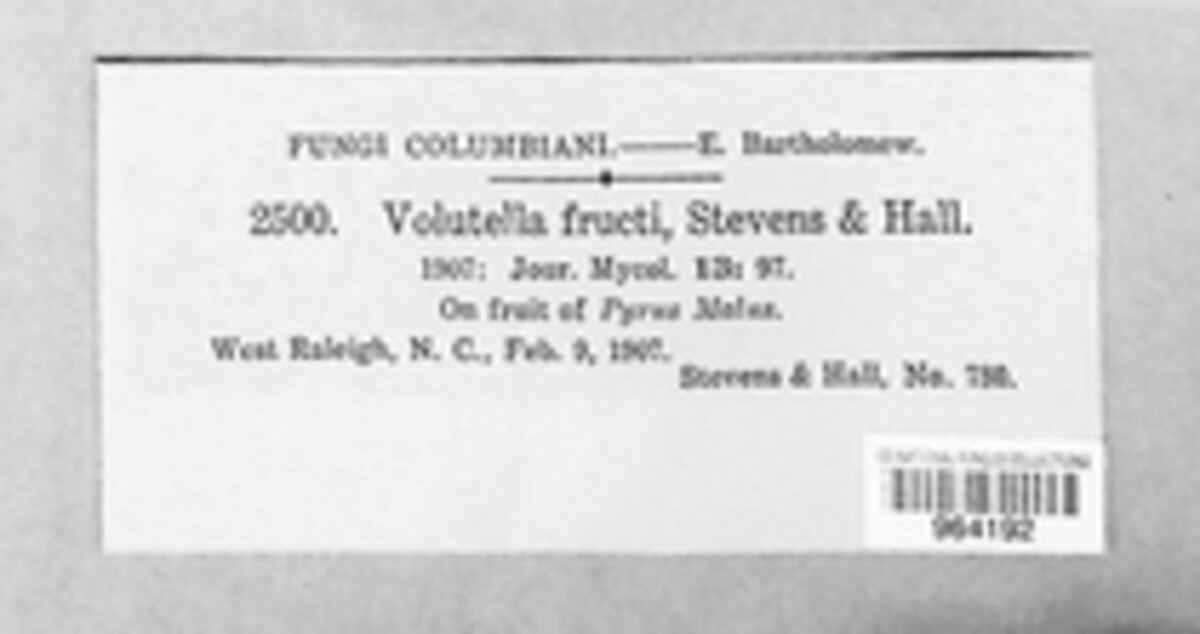 FUNGI COLUMBIANI.——E. Bartholomew.
2500. Volutella fructi, Stevens & Hall.
1907: Jour. Mycol. 13: 97.
On fruit of Pyrus Malus.
West Raleigh, N. C., Feb. 9, 1907.
Stevens & Hall, No.
964192